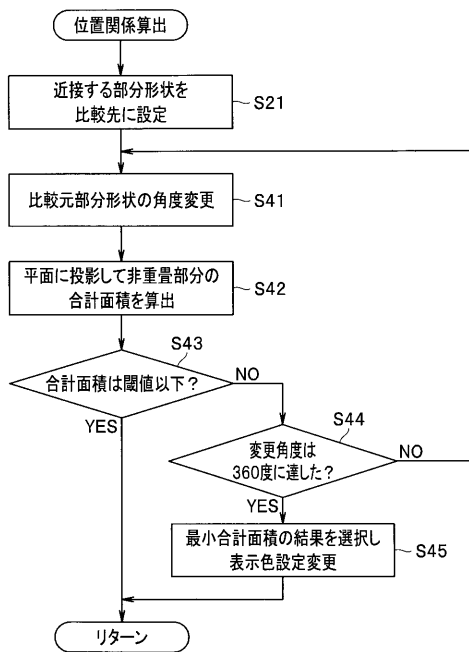 位置関係算出
近接する部分形状を
比較先に設定
S21
比較元部分形状の角度変更
S41
平面に投影して非重畳部分の
合計面積を算出
S42
S43
合計面積は閾値以下？
NO
YES
S44
変更角度は
360度に達した？
NO
YES
最小合計面積の結果を選択し
表示色設定変更
S45
リターン